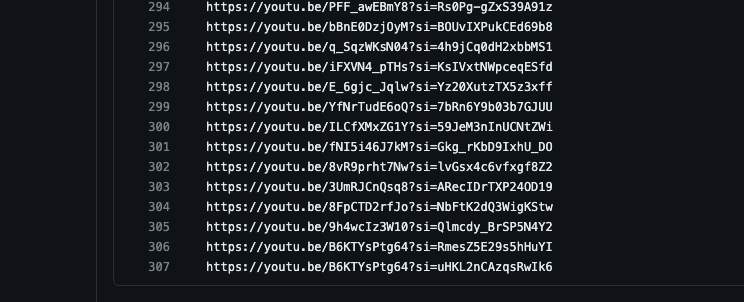 294 https://youtu.be/PFF_awEBmY8?si=Rs0Pg-gZxS39A91z
295 https://youtu.be/bBnE0DzjOyM?si=BOUvIXPukCEd69b8
296 https://youtu.be/q_SqzWKsN04?si=4h9jCq0dH2xbbMS1
297 https://youtu.be/iFXVN4_pTHs?si=KsIVxtNWpceqESfd
298 https://youtu.be/E_6gjc_Jqlw?si=Yz20XutzTX5z3xff
299 https://youtu.be/YfNrTudE6oQ?si=7bRn6Y9b03b7GJUU
300 https://youtu.be/ILCfXMxZG1Y?si=59JeM3nInUCNtZWi
301 https://youtu.be/fNI5i46J7kM?si=Gkg_rKbD9IxhU_DO
302 https://youtu.be/8vR9prht7Nw?si=lvGsx4c6vfxgf8Z2
303 https://youtu.be/3UmRJCnQsq8?si=ARecIDrTXP24OD19
304 https://youtu.be/8FpCTD2rfJo?si=NbFtK2dQ3WigKStw
305 https://youtu.be/9h4wcIz3W10?si=Qlmcdy_BrSP5N4Y2
306 https://youtu.be/B6KTYsPtg64?si=RmesZ5E29s5hHuYI
307 https://youtu.be/B6KTYsPtg64?si=uHKL2nCAzqsRwIk6